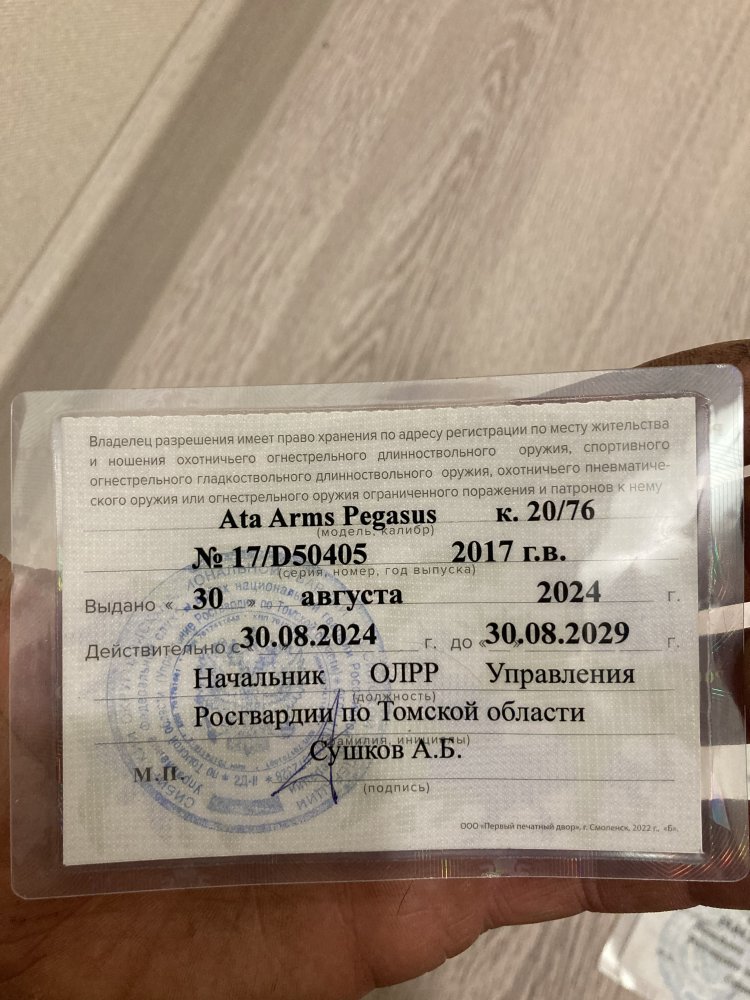 Владелец разрешения имеет право хранения по адресу регистрации по месту жительства
и ношения охотничьего огнестрельного длинноствольного оружия, спортивного
огнестрельного гладкоствольного длинноствольного оружия, охотничьего пневматиче-
ского оружия или огнестрельного оружия ограниченного поражения и патронов к нему
Ata Arms Pegasus к. 20/76
(модель, калибр)
№ 17/D50405 2017 г.в.
(серия, номер, год выпуска)
Выдано « 30 » августа 2024 г.
Действительно с « 30.08.2024 г. до « 30.08.2029 г.
Начальник ОЛРР Управления
(должность)
Росгвардии по Томской области
(фамилия, инициалы)
Сушков А.Б.
М.П.
(подпись)
ООО «Первый печатный двор», г. Смоленск, 2022 г., «Б».